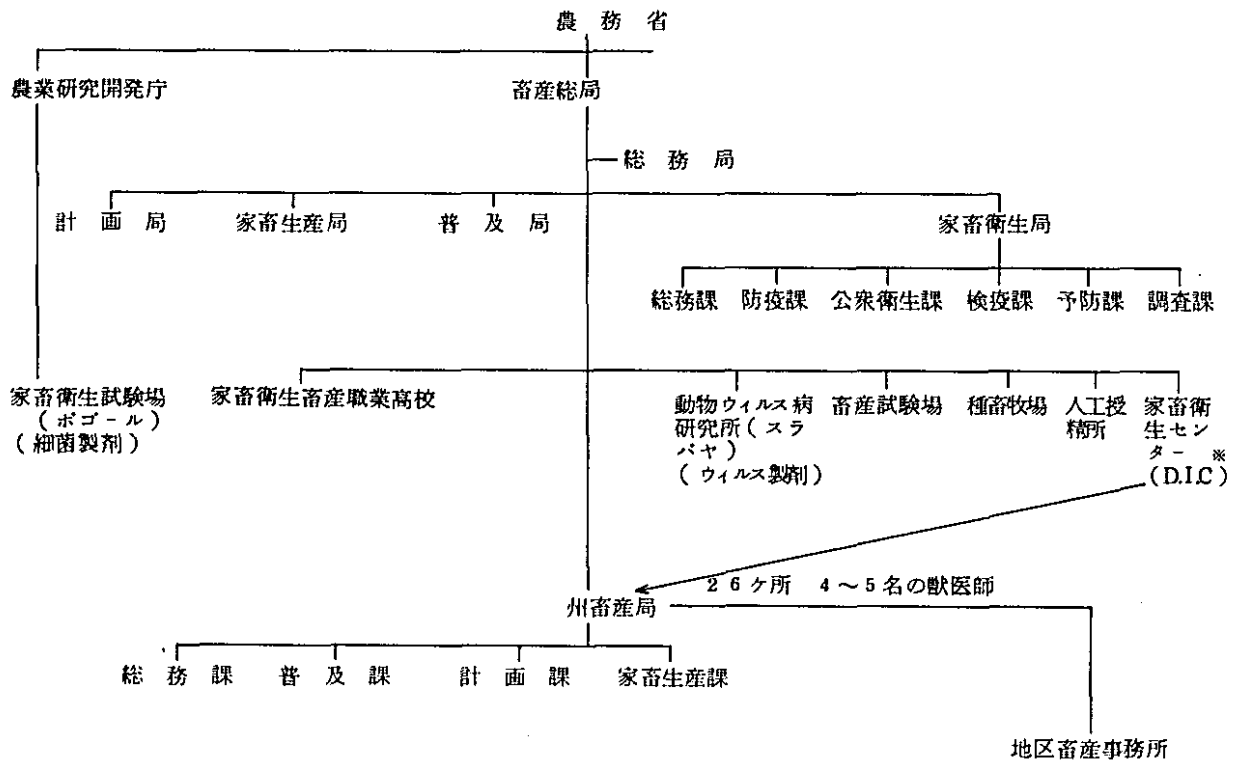 農務省
農業研究開発庁 畜産総局
総務局
計画局 家畜生産局 普及局 家畜衛生局
総務課 防疫課 公衆衛生課 検疫課 予防課 調査課
家畜衛生試験場
(ボゴール)
(細菌製剤)
家畜衛生畜産職業高校
動物ウィルス病
研究所(スラ
バヤ)
(ウィルス製剤)
畜産試験場
種畜牧場
人工授
精所
家畜衛
生セン
ター ※
(D.I.C)
26ケ所 4~5名の獣医師
州畜産局
総務課 普及課 計画課 家畜生産課
地区畜産事務所